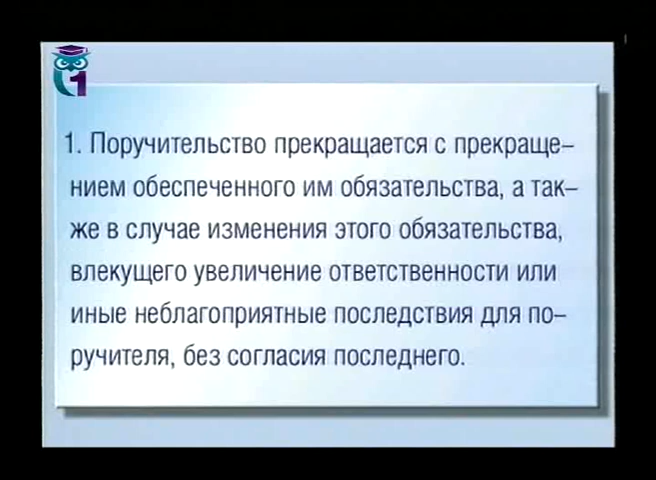 1
1. Поручительство прекращается с прекраще–
нием обеспеченного им обязательства, а так–
же в случае изменения этого обязательства,
влекущего увеличение ответственности или
иные неблагоприятные последствия для по–
ручителя, без согласия последнего.